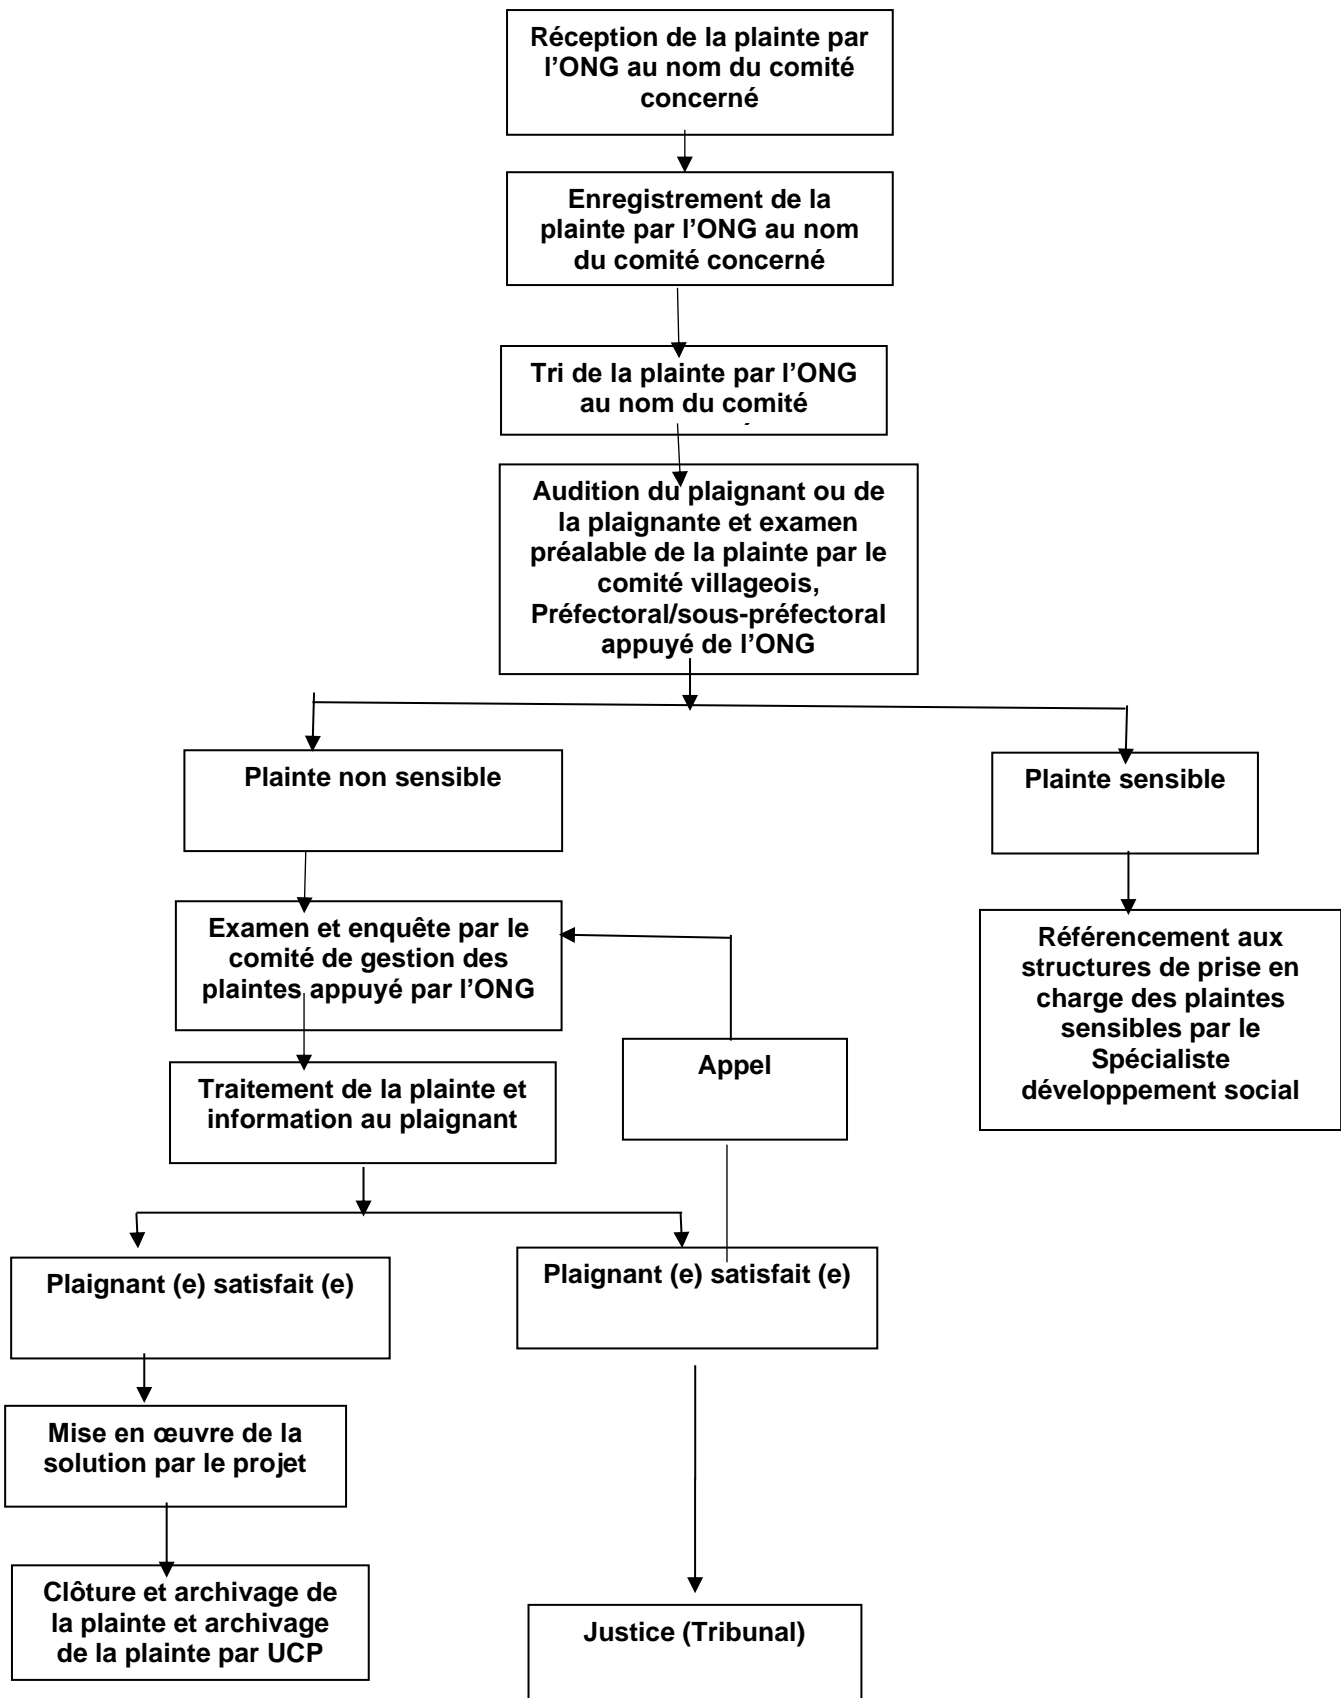 Réception de la plainte par
l’ONG au nom du comité
concerné
Enregistrement de la
plainte par l’ONG au nom
du comité concerné
Tri de la plainte par l’ONG
au nom du comité
Audition du plaignant ou de
la plaignante et examen
préalable de la plainte par le
comité villageois,
Préfectoral/sous-préfectoral
appuyé de l’ONG
Plainte non sensible
Plainte sensible
Examen et enquête par le
comité de gestion des
plaintes appuyé par l’ONG
Référencement aux
structures de prise en
charge des plaintes
sensibles par le
Spécialiste
développement social
Appel
Traitement de la plainte et
information au plaignant
Plaignant (e) satisfait (e)
Plaignant (e) satisfait (e)
Mise en œuvre de la
solution par le projet
Clôture et archivage de
la plainte et archivage
de la plainte par UCP
Justice (Tribunal)